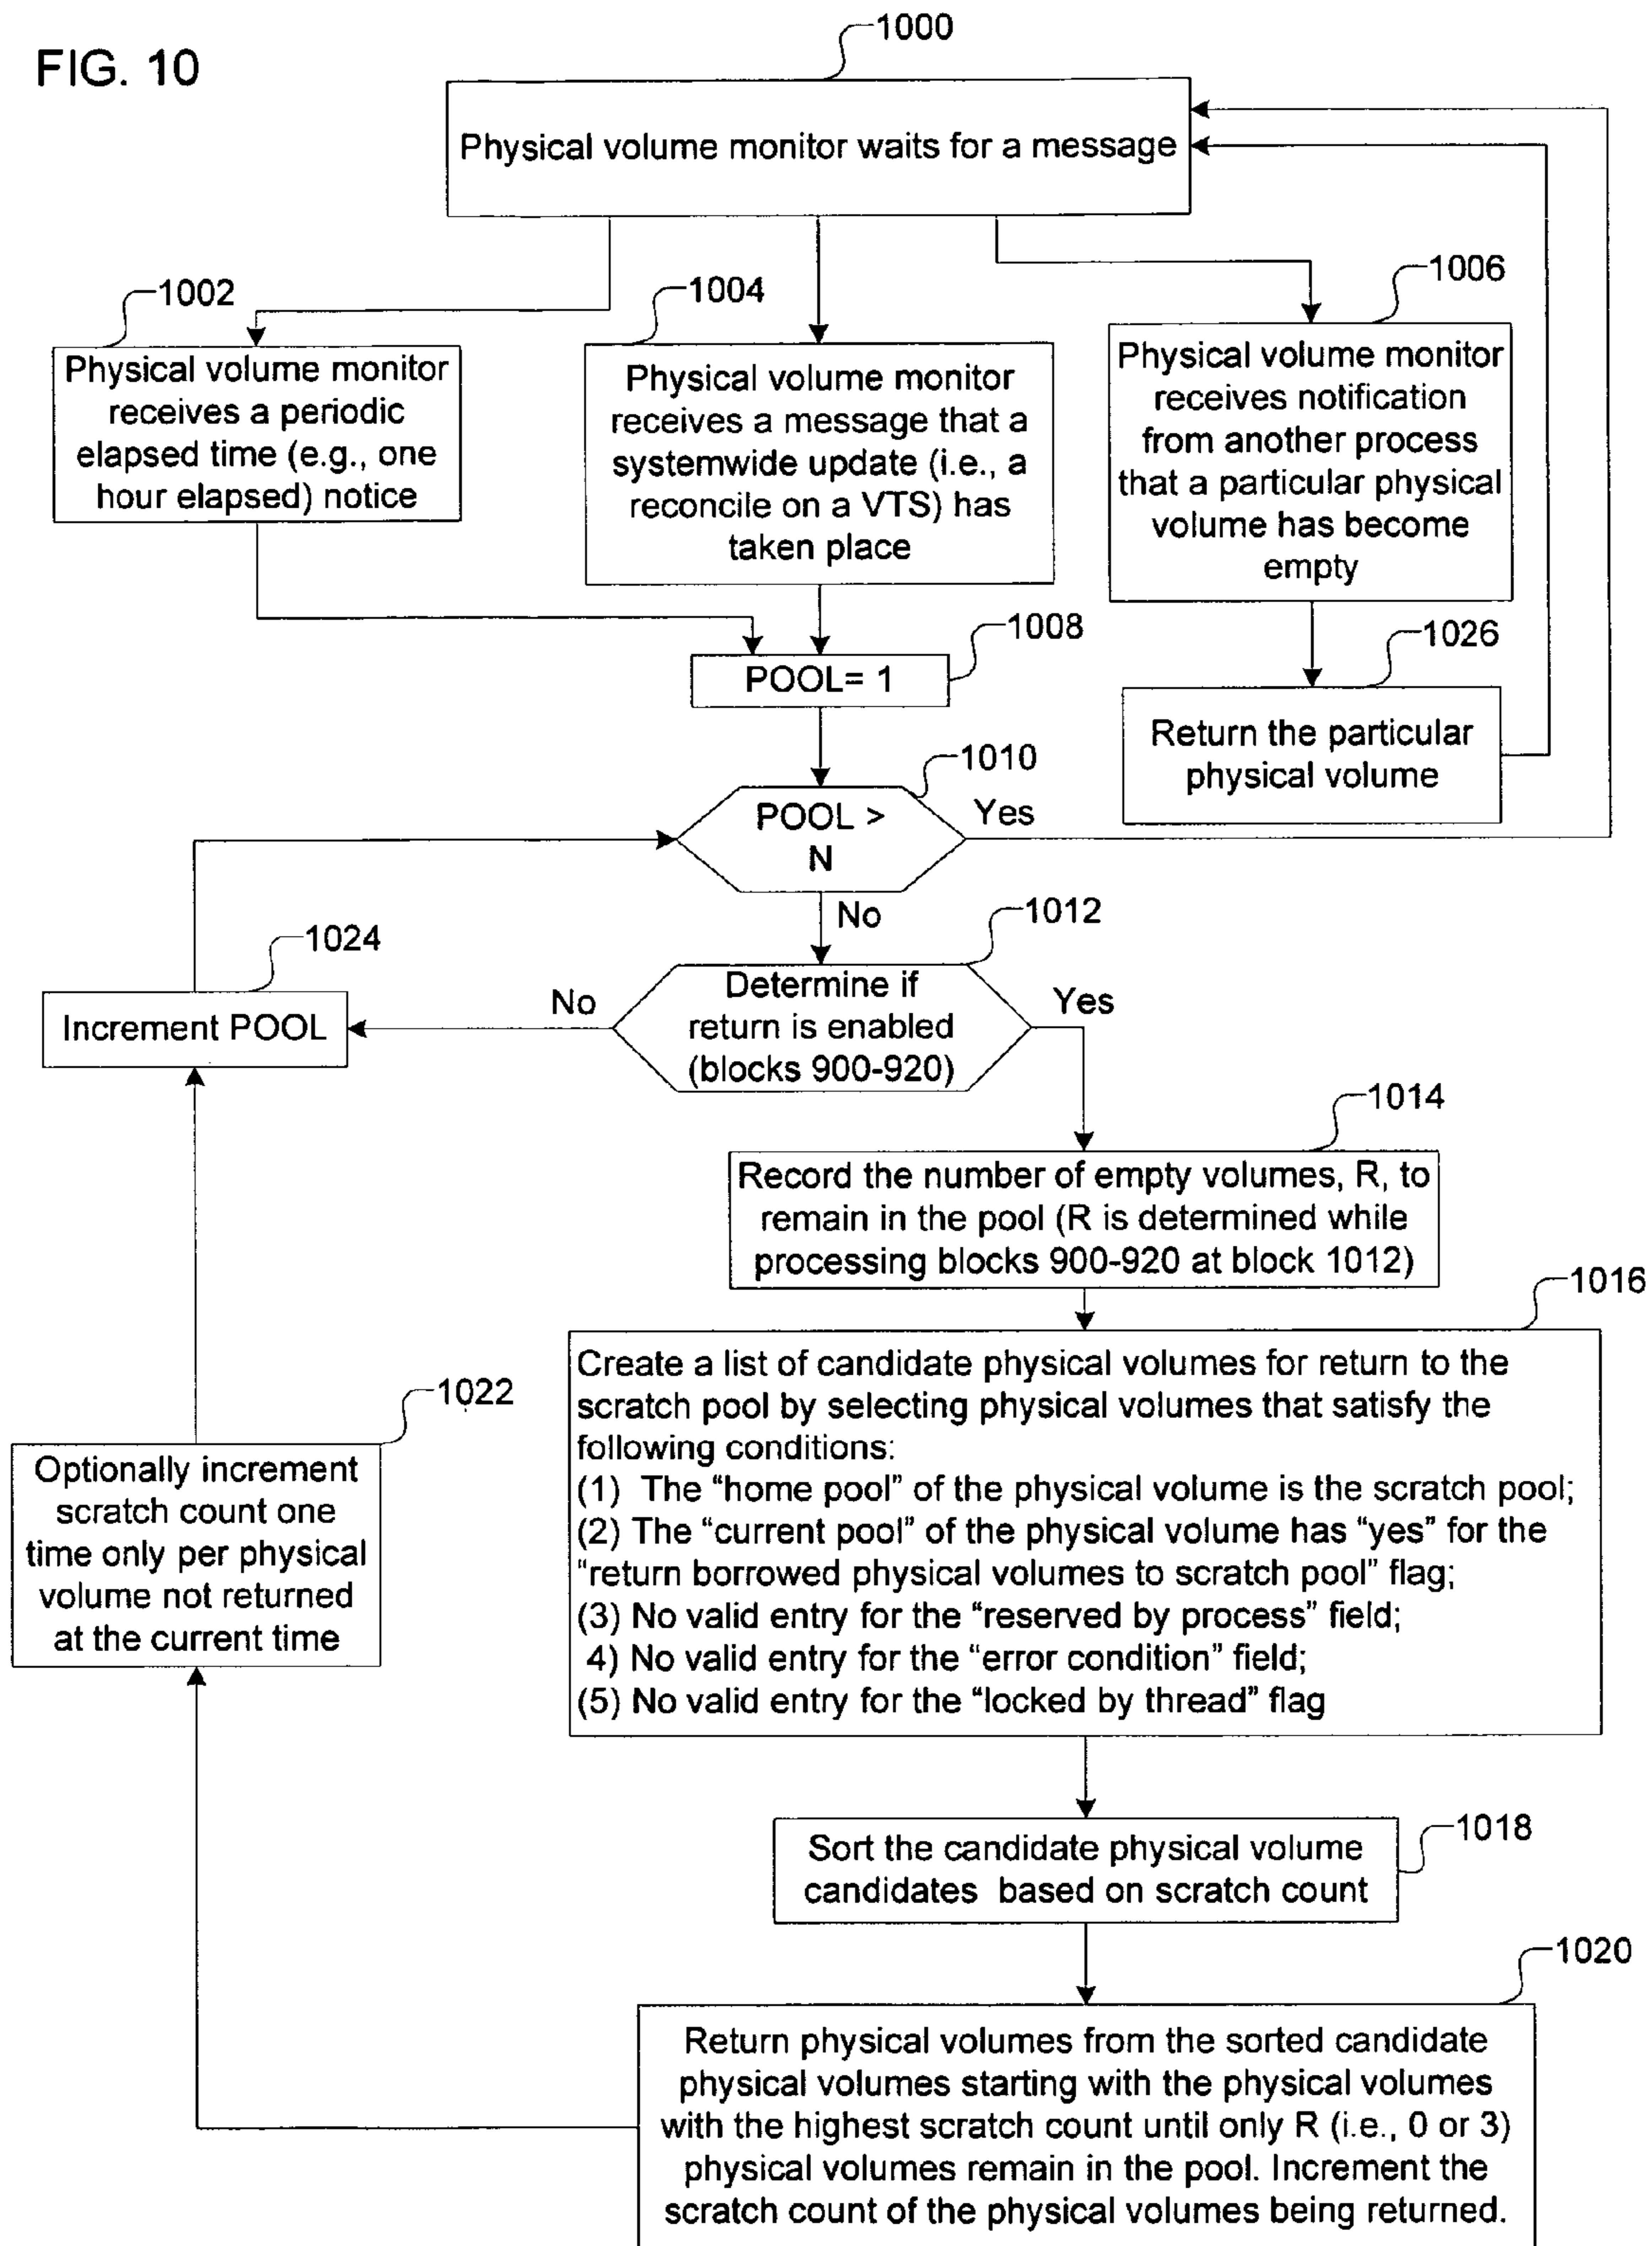 FIG. 10
1000
Physical volume monitor waits for a message
1002
Physical volume monitor
receives a periodic
elapsed time (e.g., one
hour elapsed) notice
1004
Physical volume monitor
receives a message that a
systemwide update (i.e., a
reconcile on a VTS) has
taken place
1006
Physical volume monitor
receives notification
from another process
that a particular physical
volume has become
empty
1008
POOL= 1
1026
Return the particular
physical volume
1010
POOL >
N
Yes
No
1012
Determine if
return is enabled
(blocks 900-920)
No
Yes
1024
Increment POOL
1014
Record the number of empty volumes, R, to
remain in the pool (R is determined while
processing blocks 900-920 at block 1012)
1016
Create a list of candidate physical volumes for return to the
scratch pool by selecting physical volumes that satisfy the
following conditions:
(1) The “home pool” of the physical volume is the scratch pool;
(2) The “current pool” of the physical volume has “yes” for the
“return borrowed physical volumes to scratch pool” flag;
(3) No valid entry for the “reserved by process” field;
4) No valid entry for the “error condition” field;
(5) No valid entry for the “locked by thread” flag
1022
Optionally increment
scratch count one
time only per physical
volume not returned
at the current time
1018
Sort the candidate physical volume
candidates based on scratch count
1020
Return physical volumes from the sorted candidate
physical volumes starting with the physical volumes
with the highest scratch count until only R (i.e., 0 or 3)
physical volumes remain in the pool. Increment the
scratch count of the physical volumes being returned.